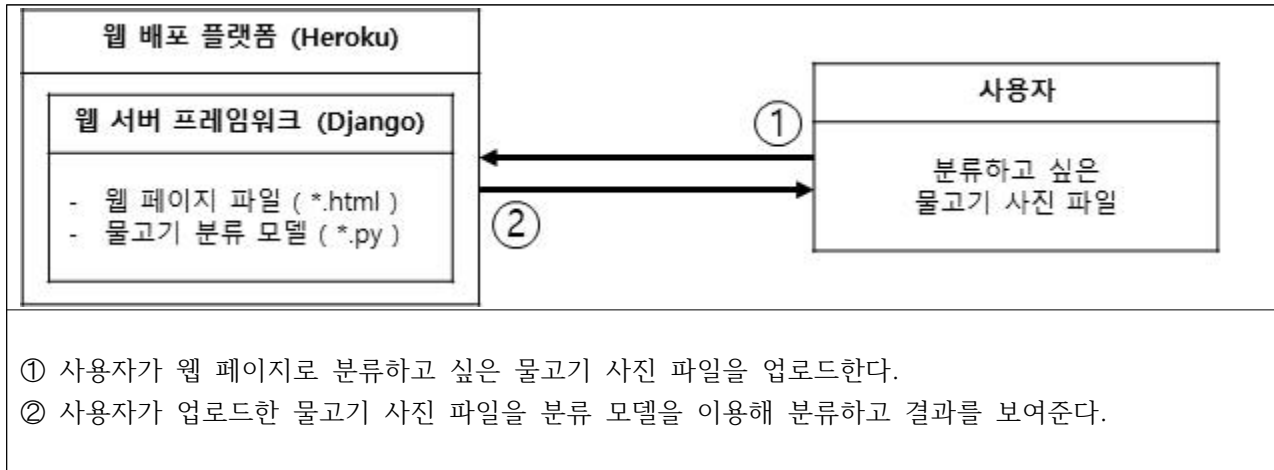 웹 배포 플랫폼 (Heroku)
웹 서버 프레임워크 (Django)
- 웹 페이지 파일 ( *.html )
- 물고기 분류 모델 ( *.py )
①
②
사용자
분류하고 싶은
물고기 사진 파일
① 사용자가 웹 페이지로 분류하고 싶은 물고기 사진 파일을 업로드한다.
② 사용자가 업로드한 물고기 사진 파일을 분류 모델을 이용해 분류하고 결과를 보여준다.